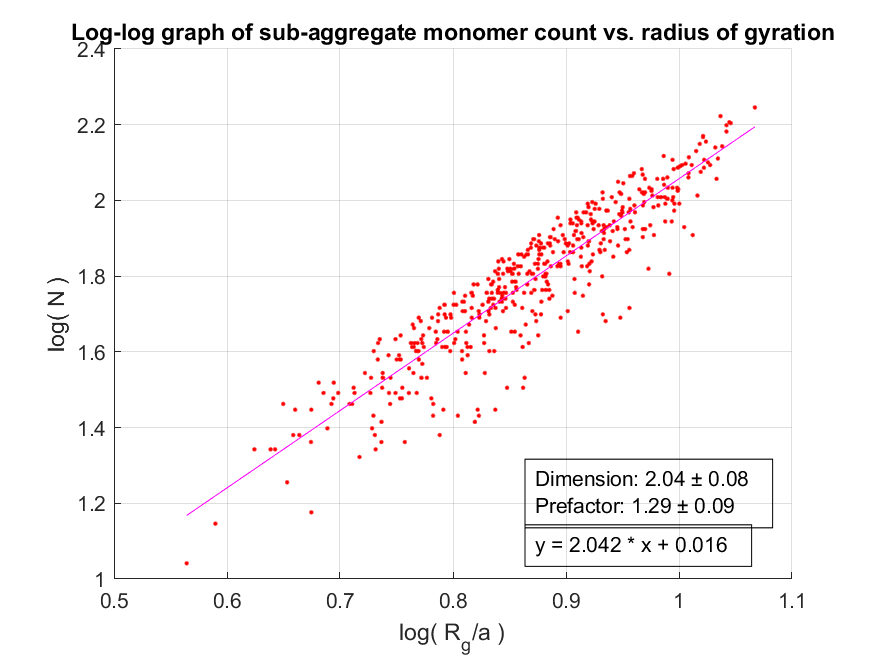 Log-log graph of sub-aggregate monomer count vs. radius of gyration
2.4
2.2
2
1.8
1.6
1.4
1.2
1
log( N )
Dimension: 2.04 ± 0.08
Prefactor: 1.29 ± 0.09
y = 2.042 * x + 0.016
0.5 0.6 0.7 0.8 0.9 1 1.1
log( R_g/a )